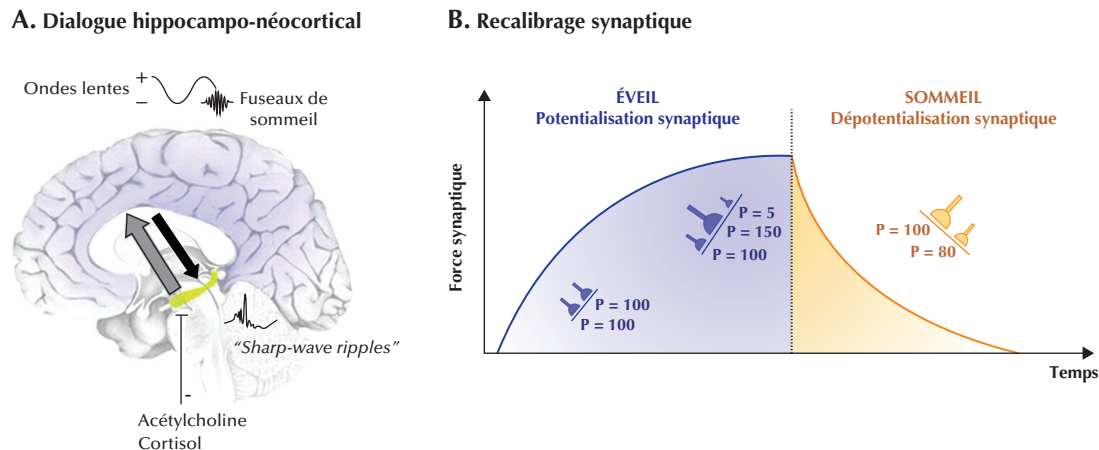 A. Dialogue hippocampo-néocortical
Ondes lentes
+
–
Fuseaux de
sommeil
"Sharp-wave ripples"
-
Acétylcholine
Cortisol
B. Recalibrage synaptique
ÉVEIL
Potentialisation synaptique
SOMMEIL
Dépotentialisation synaptique
Force synaptique
P = 5
P = 150
P = 100
P = 100
P = 100
P = 100
P = 80
Temps